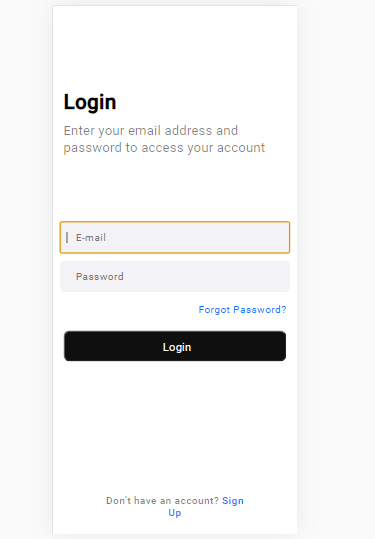 Login
Enter your email address and
password to access your account
E-mail
Password
Forgot Password?
Login
Don't have an account? Sign
Up